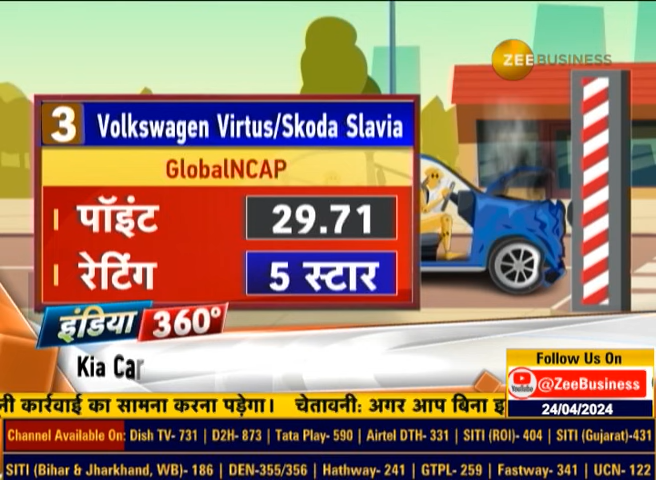 ZEE BUSINESS
3 Volkswagen Virtus/Skoda Slavia
GlobalNCAP
पॉइंट 29.71
रेटिंग 5 स्टार
इंडिया 360°
Kia Car
Follow Us On
YouTube @ZeeBusiness
24/04/2024
नी कार्रवाई का सामना करना पड़ेगा। चेतावनी: अगर आप बिना इ
Channel Available On: Dish TV- 731 | D2H- 873 | Tata Play- 590 | Airtel DTH- 331 | SITI (ROI)- 404 | SITI (Gujarat)-431
SITI (Bihar & Jharkhand, WB)- 186 | DEN-355/356 | Hathway-241 | GTPL- 259 | Fastway- 341 | UCN- 122